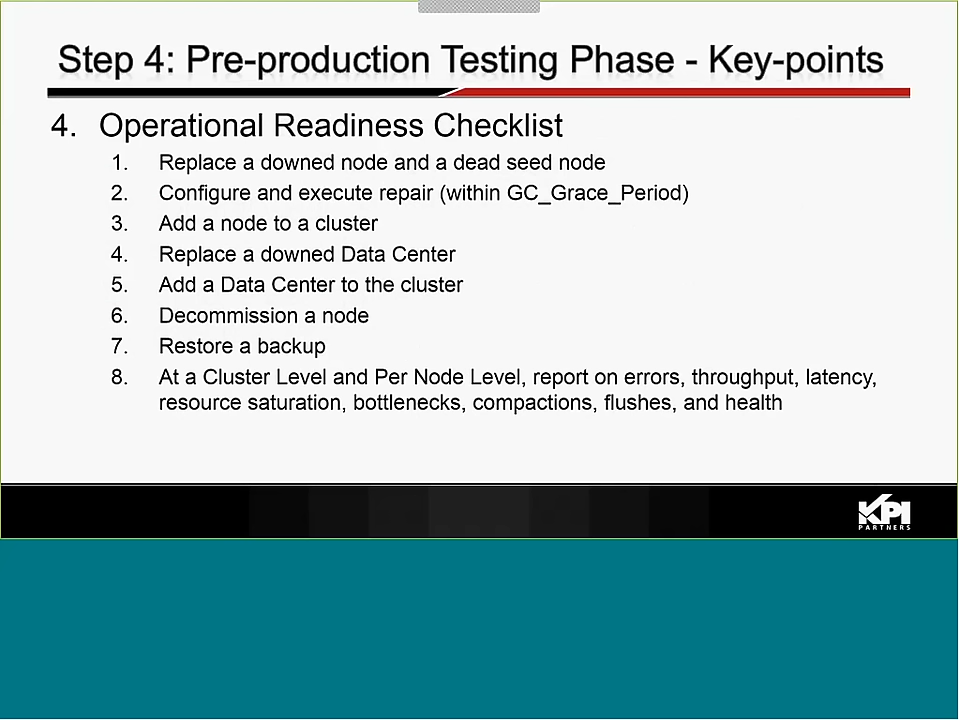 Step 4: Pre-production Testing Phase - Key-points
4. Operational Readiness Checklist
1. Replace a downed node and a dead seed node
2. Configure and execute repair (within GC_Grace_Period)
3. Add a node to a cluster
4. Replace a downed Data Center
5. Add a Data Center to the cluster
6. Decommission a node
7. Restore a backup
8. At a Cluster Level and Per Node Level, report on errors, throughput, latency,
resource saturation, bottlenecks, compactions, flushes, and health
KPI
PARTNERS